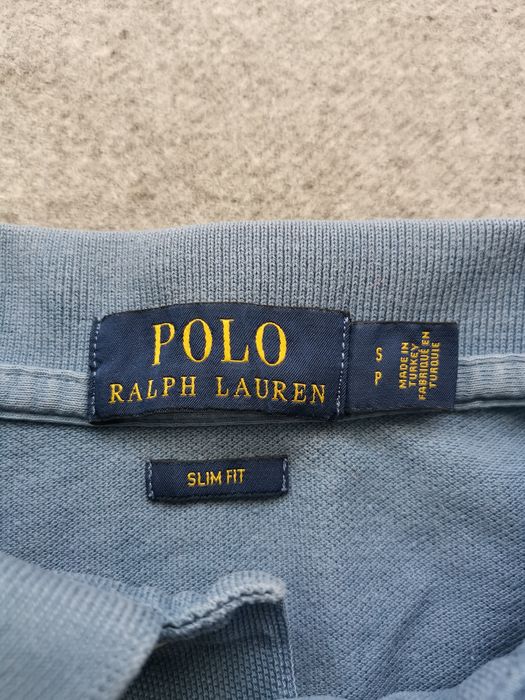 POLO
RALPH LAUREN
S
P
MADE IN
TURKEY
FABRIQUÉ EN
TURQUIE
SLIM FIT